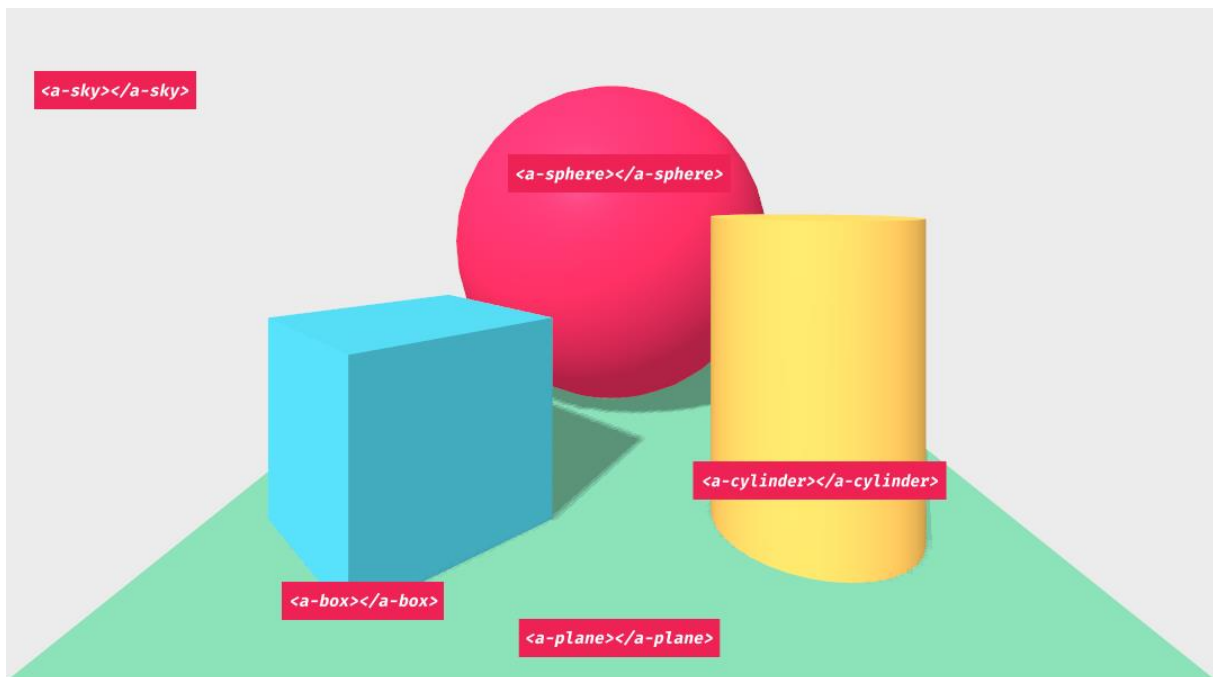 <a-sky></a-sky>
<a-sphere></a-sphere>
<a-cylinder></a-cylinder>
<a-box></a-box>
<a-plane></a-plane>